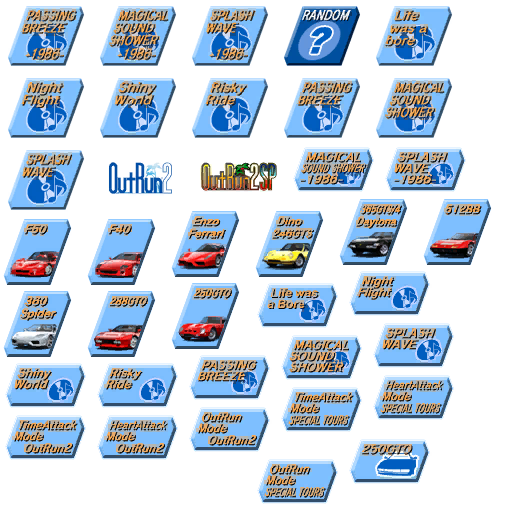 PASSING
BREEZE
-1986-
MAGICAL
SOUND
SHOWER
-1986-
SPLASH
WAVE
-1986-
RANDOM
?
Life
was a
bore
Night
Flight
Shiny
World
Risky
Ride
PASSING
BREEZE
MAGICAL
SOUND
SHOWER
SPLASH
WAVE
OutRun2
OutRun2SP
MAGICAL
SOUND SHOWER
-1986-
SPLASH
WAVE
-1986-
F50
F40
Enzo
Ferrari
Dino
246GTS
365GTS/4
Daytona
512BB
360
Spider
288GTO
250GTO
Life was
a Bore
Night
Flight
Shiny
World
Risky
Ride
PASSING
BREEZE
MAGICAL
SOUND
SHOWER
SPLASH
WAVE
TimeAttack
Mode
OutRun2
HeartAttack
Mode
OutRun2
OutRun
Mode
OutRun2
TimeAttack
Mode
SPECIAL TOURS
HeartAttack
Mode
SPECIAL TOURS
OutRun
Mode
SPECIAL TOURS
250GTO